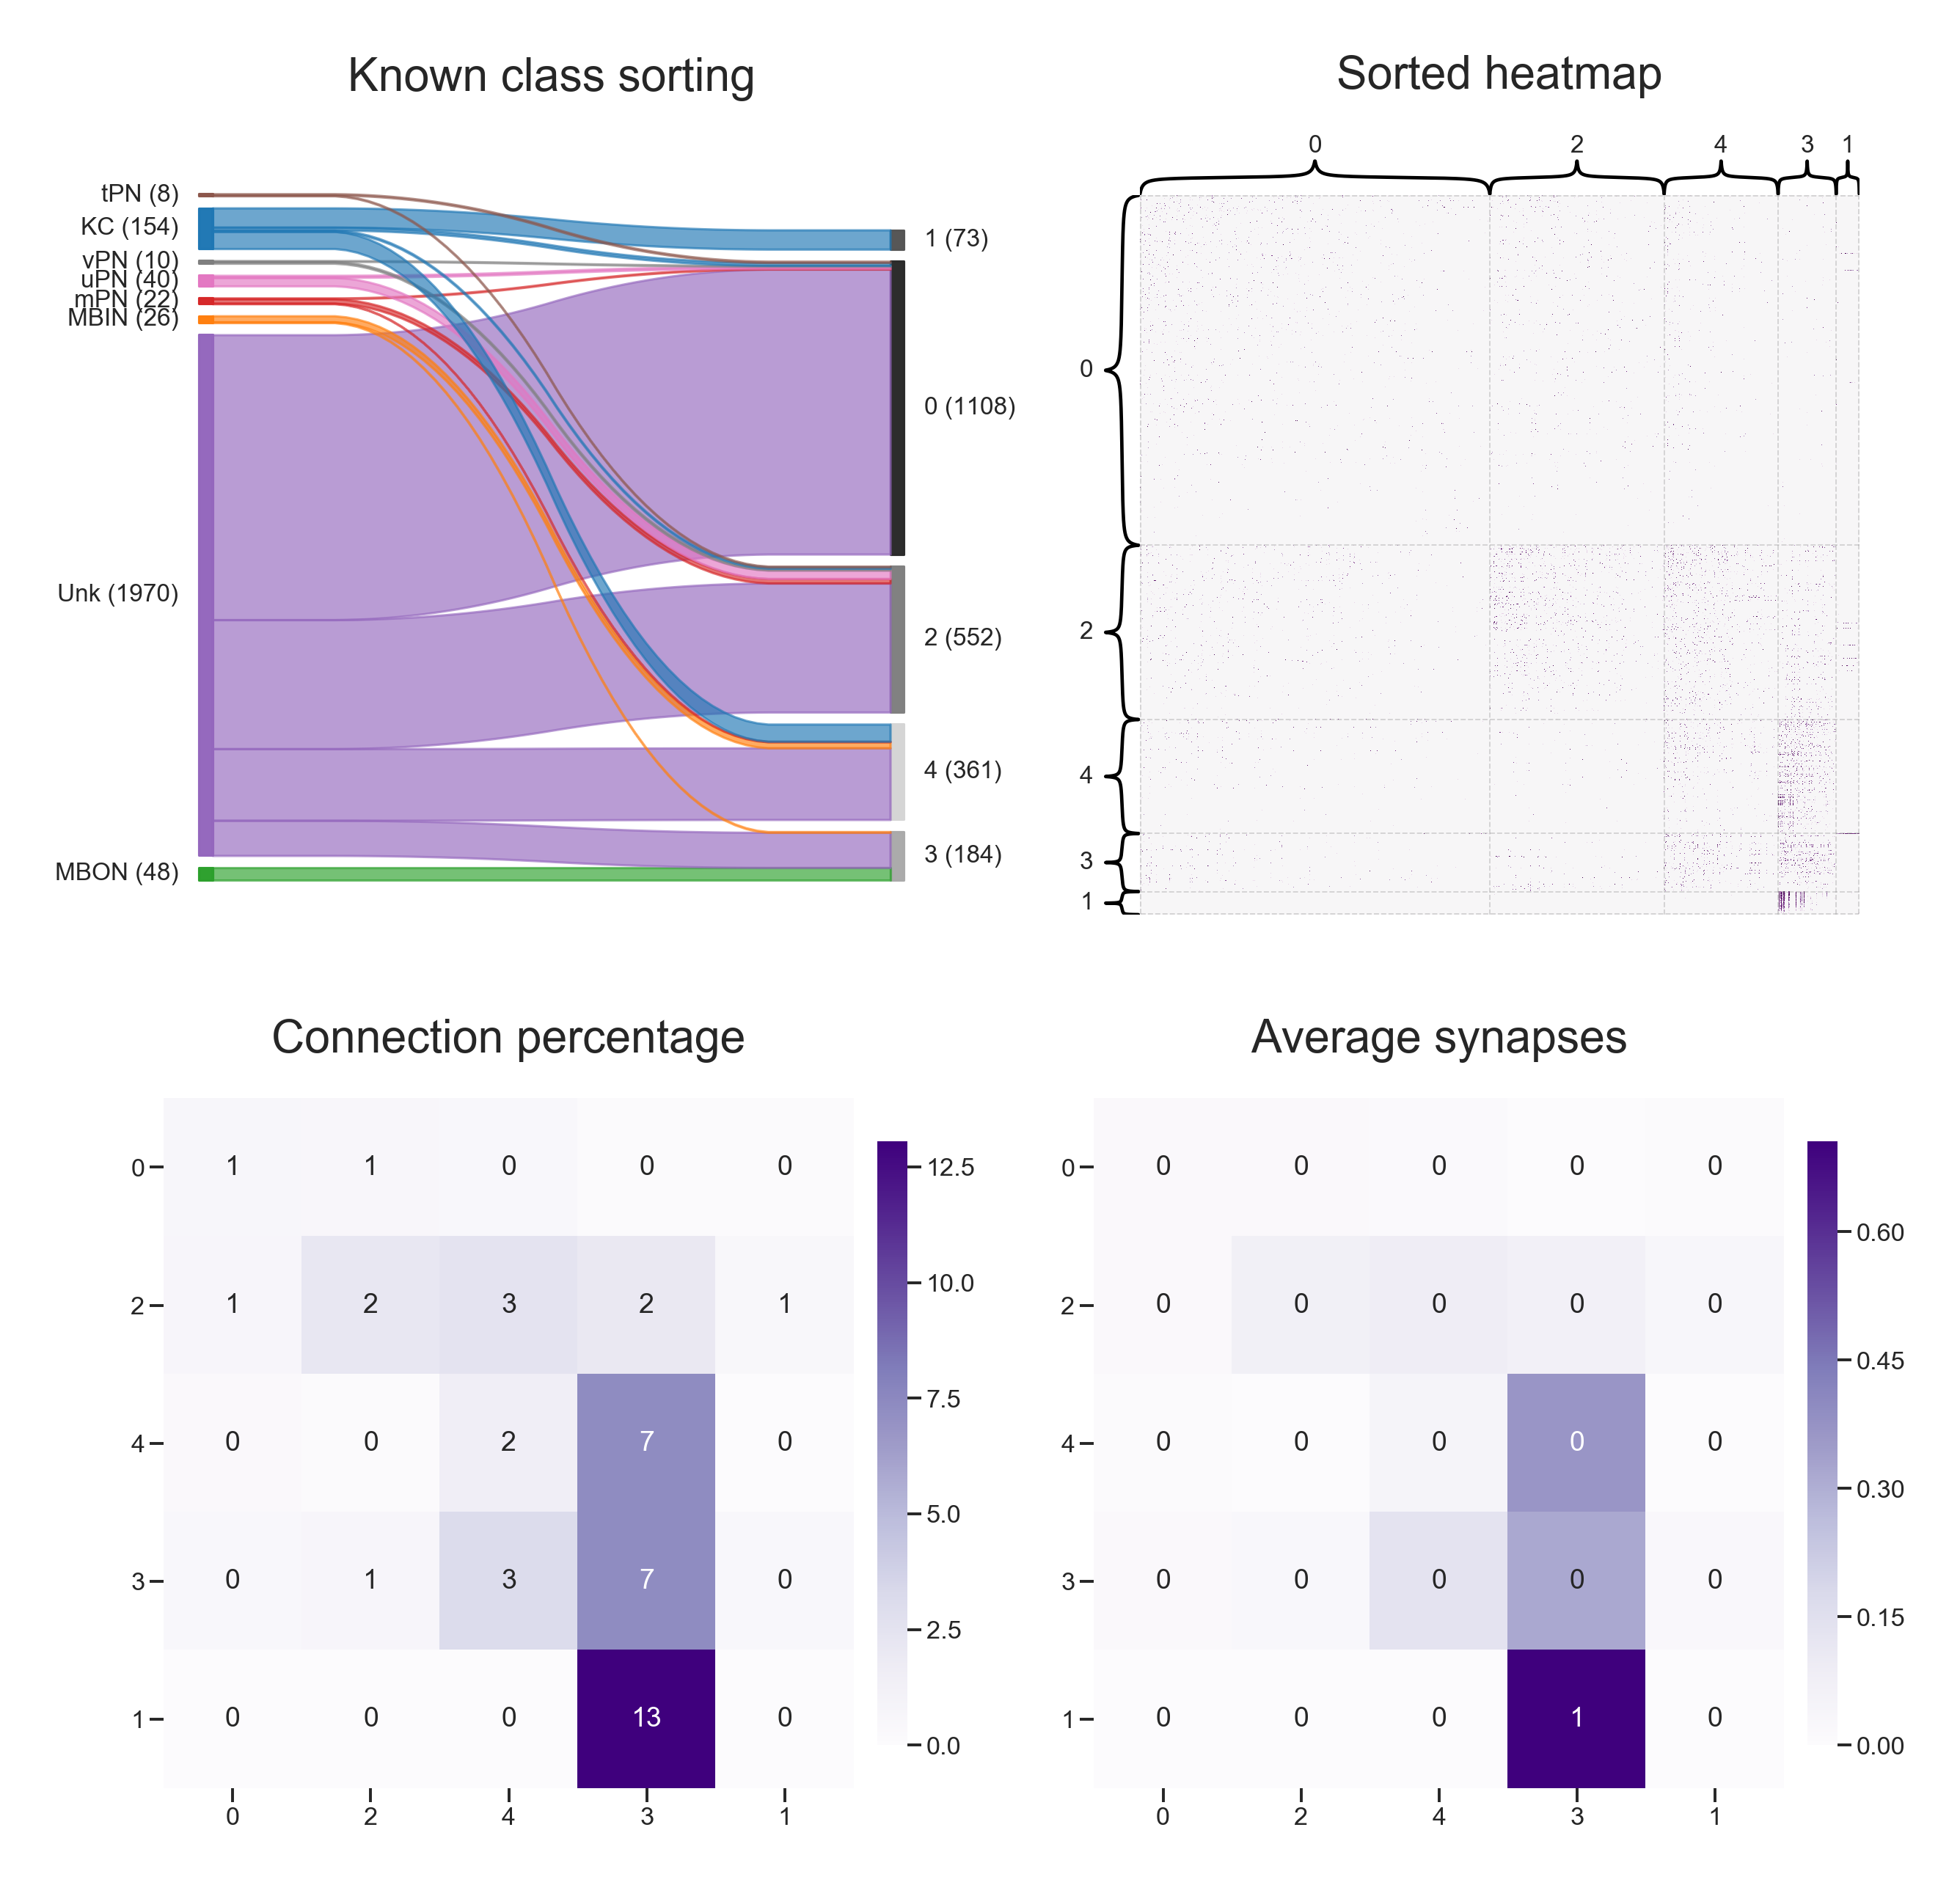 Known class sorting
tPN (8)
KC (154)
vPN (10)
uPN (40)
mPN (22)
MBIN (26)
Unk (1970)
MBON (48)
1 (73)
0 (1108)
2 (552)
4 (361)
3 (184)
Sorted heatmap
0 2 4 3 1
0
2
4
3
1
Connection percentage
0 1 1 0 0 0
2 1 2 3 2 1
4 0 0 2 7 0
3 0 1 3 7 0
1 0 0 0 13 0
0 2 4 3 1
12.5
10.0
7.5
5.0
2.5
0.0
Average synapses
0 0 0 0 0 0
2 0 0 0 0 0
4 0 0 0 0 0
3 0 0 0 0 0
1 0 0 0 1 0
0 2 4 3 1
0.60
0.45
0.30
0.15
0.00